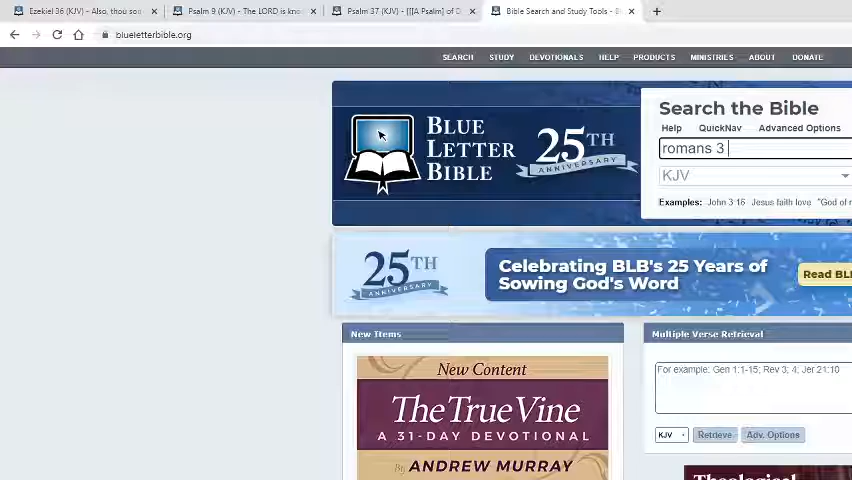 Ezekiel 36 (KJV) - Also, thou so
Psalm 9 (KJV) - The LORD is kno
Psalm 37 (KJV) - [[[A Psalm] of D
Bible Search and Study Tools - B
blueletterbible.org
SEARCH STUDY DEVOTIONALS HELP PRODUCTS MINISTRIES ABOUT DONATE
BLUE
LETTER
BIBLE
25TH
ANNIVERSARY
Search the Bible
Help QuickNav Advanced Options
romans 3
KJV
Examples: John 3:16 Jesus faith love "God of
25TH
ANNIVERSARY
Celebrating BLB's 25 Years of
Sowing God's Word
Read BL
New Items
New Content
The True Vine
A 31-DAY DEVOTIONAL
By ANDREW MURRAY
Multiple Verse Retrieval
For example: Gen 1:1-15; Rev 3; 4; Jer 21:10
KJV Retrieve Adv. Options
Theological